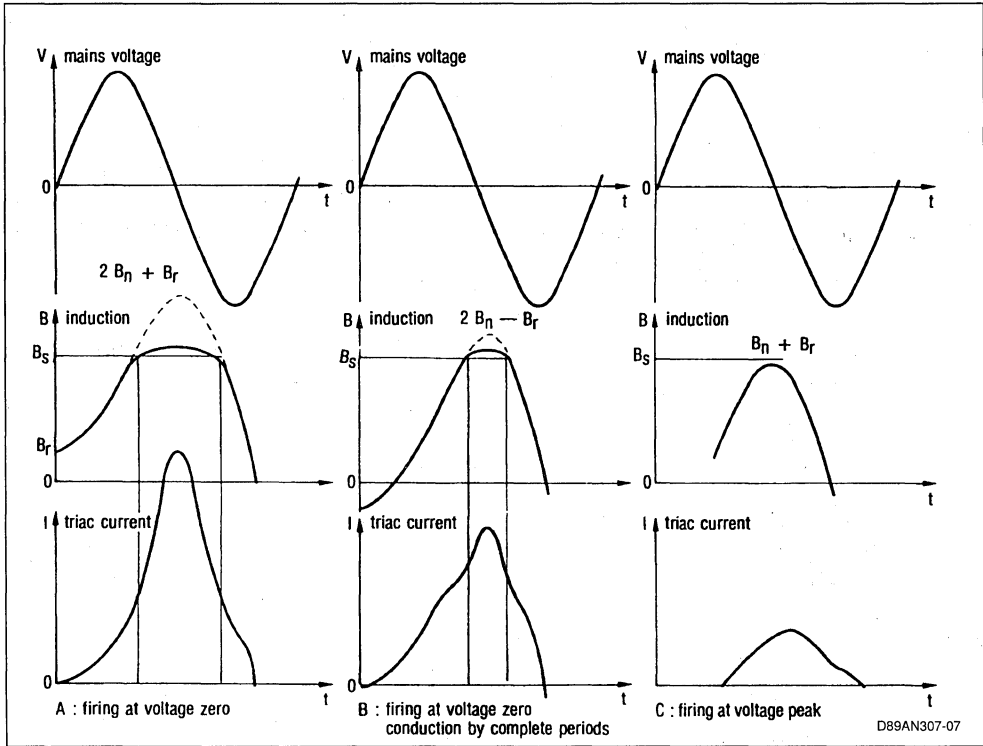 V mains voltage
0
t
2 Bn + Br
B induction
Bs
Br
0
t
I triac current
0
t
A : firing at voltage zero
V mains voltage
0
t
2 Bn — Br
B induction
Bs
0
t
I triac current
0
t
B : firing at voltage zero
conduction by complete periods
V mains voltage
0
t
B induction
Bn + Br
Bs
0
t
I triac current
0
t
C : firing at voltage peak
D89AN307-07